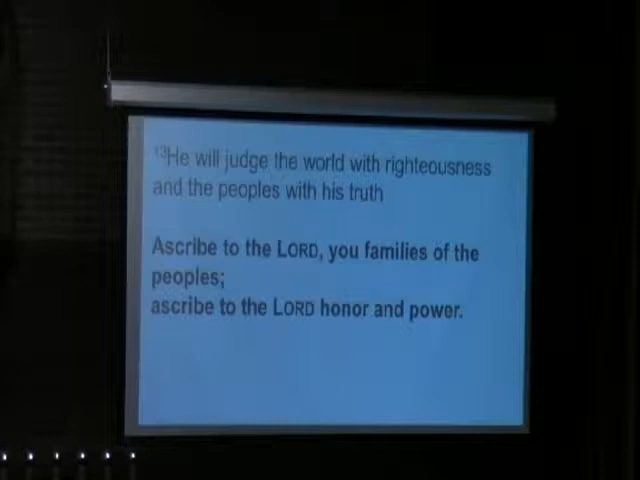 13He will judge the world with righteousness
and the peoples with his truth
Ascribe to the LORD, you families of the
peoples;
ascribe to the LORD honor and power.